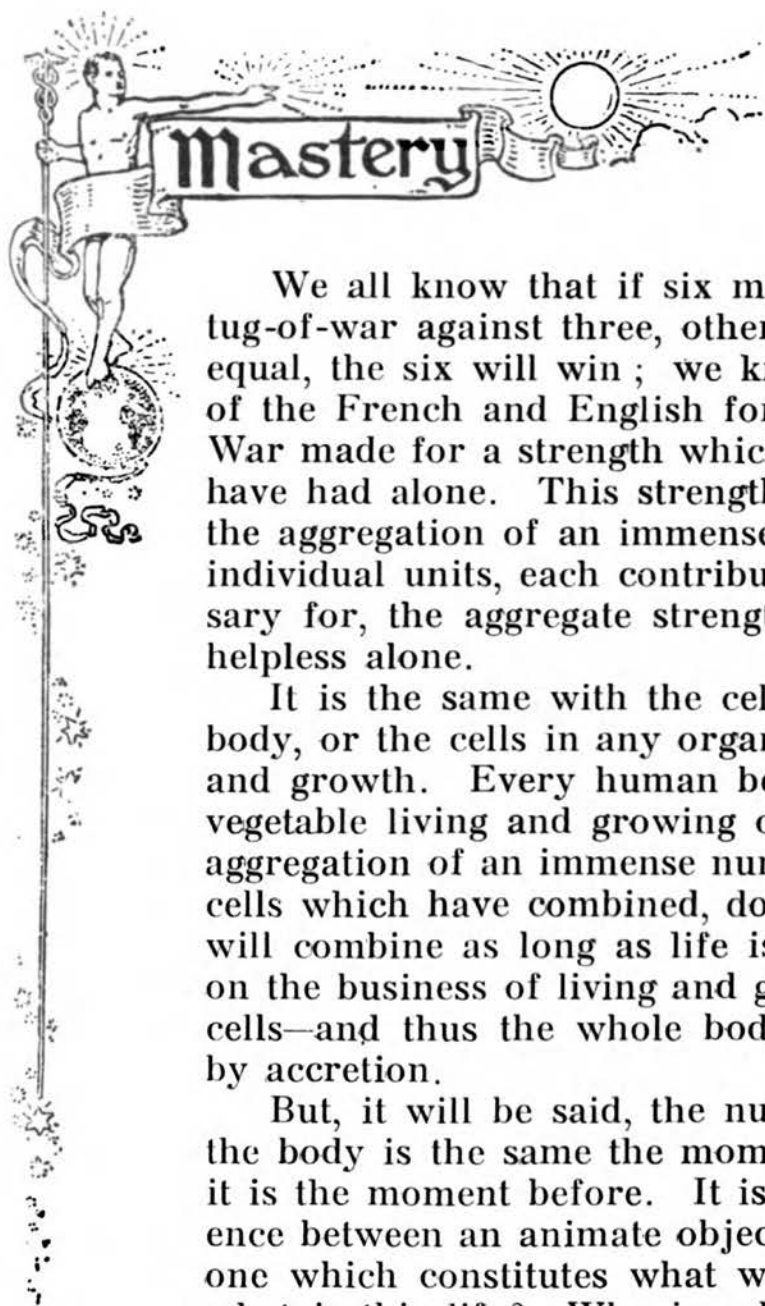 Mastery
We all know that if six m
tug-of-war against three, other
equal, the six will win ; we k
of the French and English for
War made for a strength whic
have had alone. This strength
the aggregation of an immense
individual units, each contribu
sary for, the aggregate strengt
helpless alone.
It is the same with the cel
body, or the cells in any organ
and growth. Every human be
vegetable living and growing o
aggregation of an immense nu
cells which have combined, do
will combine as long as life is
on the business of living and g
cells—and thus the whole bod
by accretion.
But, it will be said, the nu
the body is the same the mom
it is the moment before. It is
ence between an animate objec
one which constitutes what w